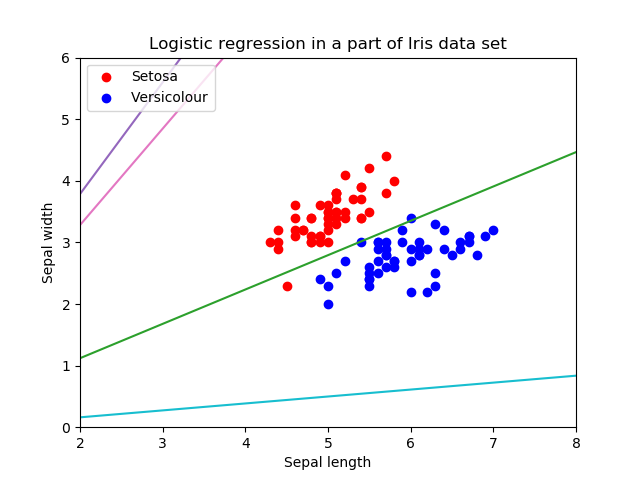 Logistic regression in a part of Iris data set
Setosa
Versicolour
6
5
4
3
2
1
0
Sepal width
2 3 4 5 6 7 8
Sepal length